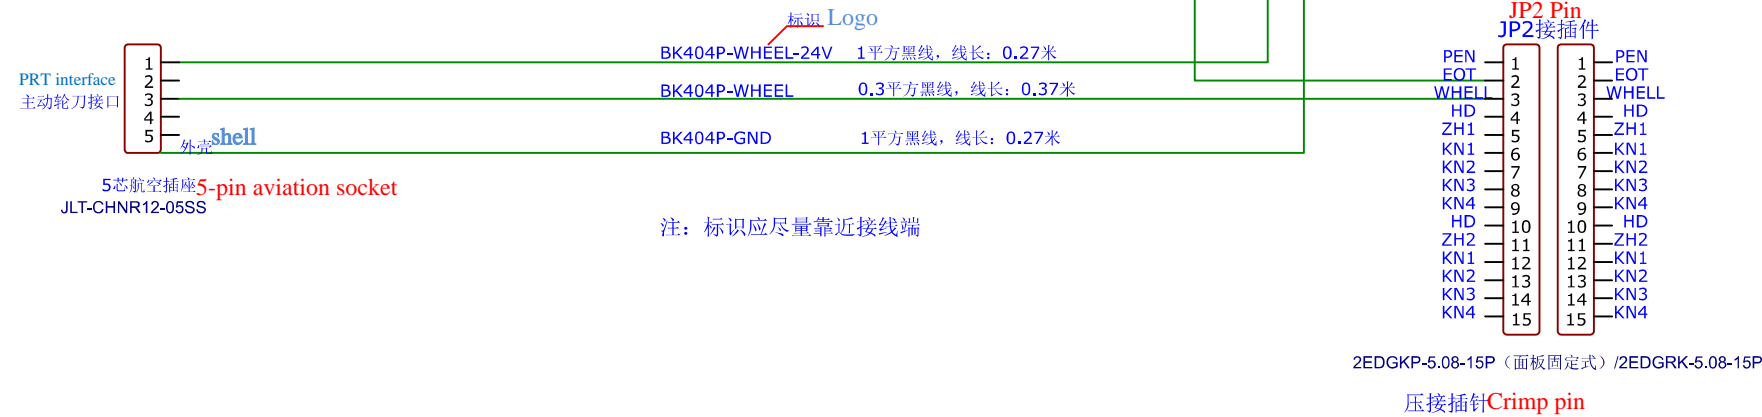 标识 Logo
BK404P-WHEEL-24V 1平方黑线，线长：0.27米
PRT interface
主动轮刀接口
1
2
3
4
5
BK404P-WHEEL 0.3平方黑线，线长：0.37米
外壳shell
BK404P-GND 1平方黑线，线长：0.27米
5芯航空插座5-pin aviation socket
JLT-CHNR12-05SS
注：标识应尽量靠近接线端
JP2 Pin
JP2接插件
PEN 1 1 PEN
EOT 2 2 EOT
WHELL 3 3 WHELL
HD 4 4 HD
ZH1 5 5 ZH1
KN1 6 6 KN1
KN2 7 7 KN2
KN3 8 8 KN3
KN4 9 9 KN4
HD 10 10 HD
ZH2 11 11 ZH2
KN1 12 12 KN1
KN2 13 13 KN2
KN3 14 14 KN3
KN4 15 15 KN4
2EDGKP-5.08-15P（面板固定式）/2EDGRK-5.08-15P
压接插针Crimp pin